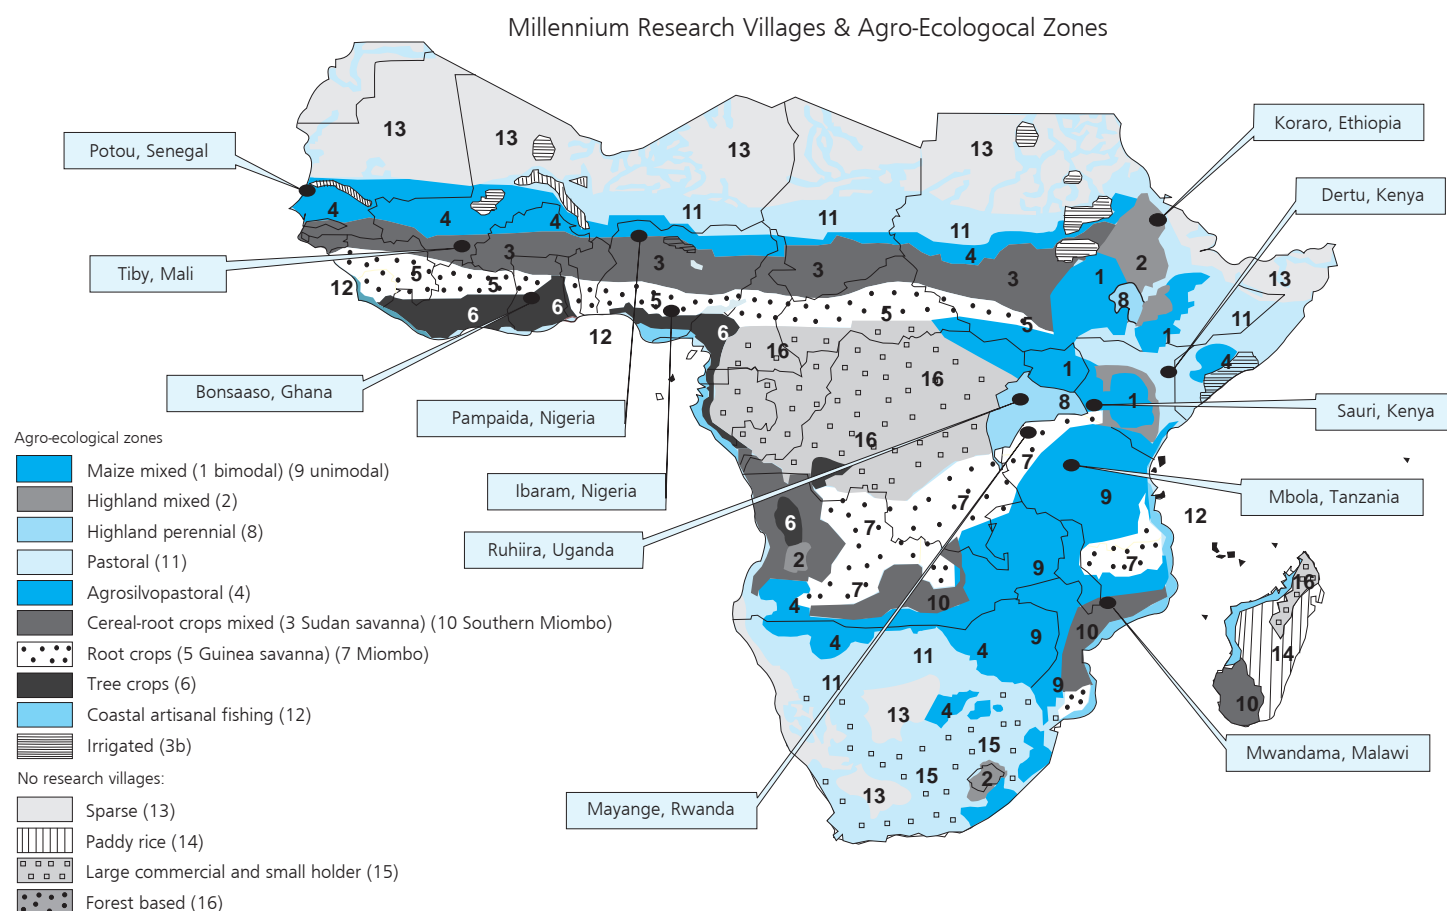 Millennium Research Villages & Agro-Ecologocal Zones
Potou, Senegal
Koraro, Ethiopia
Dertu, Kenya
Tiby, Mali
Bonsaaso, Ghana
Pampaida, Nigeria
Ibaram, Nigeria
Ruhiira, Uganda
Sauri, Kenya
Mbola, Tanzania
Mwandama, Malawi
Mayange, Rwanda
13
13
13
13
4
4
4
11
11
11
4
3
3
3
3
1
2
8
13
11
1
4
12
5
5
5
5
5
6
6
6
12
16
16
16
1
8
1
7
7
7
7
7
9
9
9
9
12
6
2
4
4
4
4
10
10
10
11
11
13
13
15
15
2
16
14
Agro-ecological zones
Maize mixed (1 bimodal) (9 unimodal)
Highland mixed (2)
Highland perennial (8)
Pastoral (11)
Agrosilvopastoral (4)
Cereal-root crops mixed (3 Sudan savanna) (10 Southern Miombo)
Root crops (5 Guinea savanna) (7 Miombo)
Tree crops (6)
Coastal artisanal fishing (12)
Irrigated (3b)
No research villages:
Sparse (13)
Paddy rice (14)
Large commercial and small holder (15)
Forest based (16)